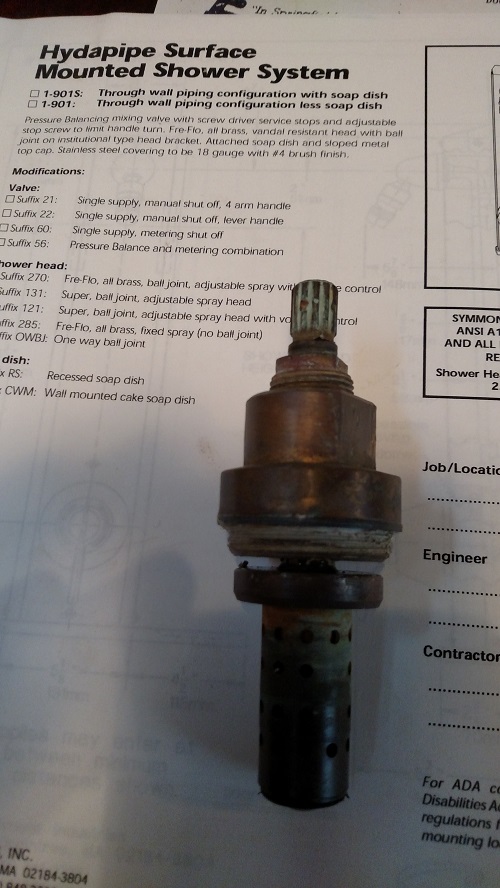 "In
Hydapipe Surface
Mounted Shower System
1-901S: Through wall piping configuration with soap dish
1-901: Through wall piping configuration less soap dish
Pressure Balancing mixing valve with screw driver service stops and adjustable
stop screw to limit handle turn. Fre-Flo, all brass, vandal resistant head with ball
joint on institutional type head bracket. Attached soap dish and sloped metal
top cap. Stainless steel covering to be 18 gauge with #4 brush finish.
Modifications:
Valve:
Suffix 21: Single supply, manual shut off, 4 arm handle
Suffix 22: Single supply, manual shut off, lever handle
Suffix 60: Single supply, metering shut off
Suffix 56: Pressure Balance and metering combination
hower head:
Suffix 270: Fre-Flo, all brass, ball joint, adjustable spray with e control
uffix 131: Super, ball joint, adjustable spray head
uffix 121: Super, ball joint, adjustable spray head with vo ntrol
ffix 285: Fre-Flo, all brass, fixed spray (no ball joint)
ffix OWBJ: One way ball joint
dish:
x RS: Recessed soap dish
CWM: Wall mounted cake soap dish
SYMMON
ANSI A1
AND ALL
RE
Shower He
2
Job/Locatio
Engineer
Contractor
For ADA co
Disabilities A
regulations f
mounting lo
, INC.
MA 02184-3804